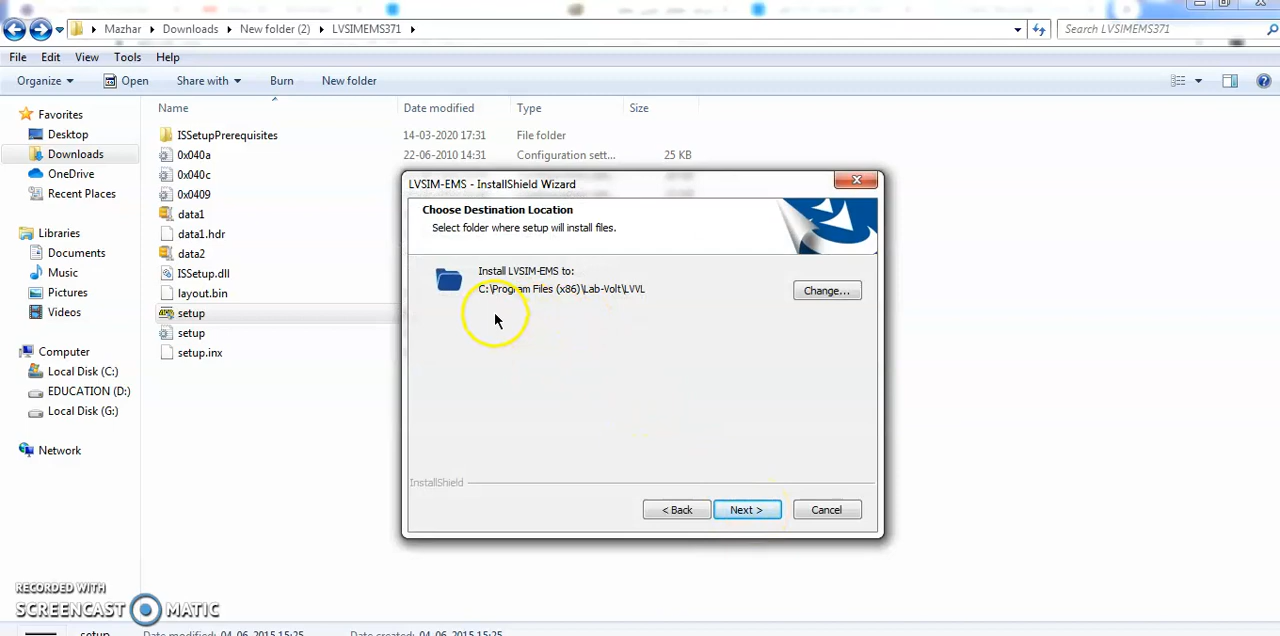 Mazhar Downloads New folder (2) LVSIMEMS371
Search LVSIMEMS371
File Edit View Tools Help
Organize Open Share with Burn New folder
Favorites
Desktop
Downloads
OneDrive
Recent Places
Libraries
Documents
Music
Pictures
Videos
Computer
Local Disk (C:)
EDUCATION (D:)
Local Disk (G:)
Network
Name Date modified Type Size
ISSetupPrerequisites 14-03-2020 17:31 File folder
0x040a 22-06-2010 14:31 Configuration sett... 25 KB
0x040c
0x0409
data1
data1.hdr
data2
ISSetup.dll
layout.bin
setup
setup
setup.inx
LVSIM-EMS - InstallShield Wizard
Choose Destination Location
Select folder where setup will install files.
Install LVSIM-EMS to:
C:\Program Files (x86)\Lab-Volt\LVVL
Change...
InstallShield
< Back Next > Cancel
RECORDED WITH
SCREENCAST MATIC
setup Date modified: 04-06-2015 15:25 Date created: 04-06-2015 15:25